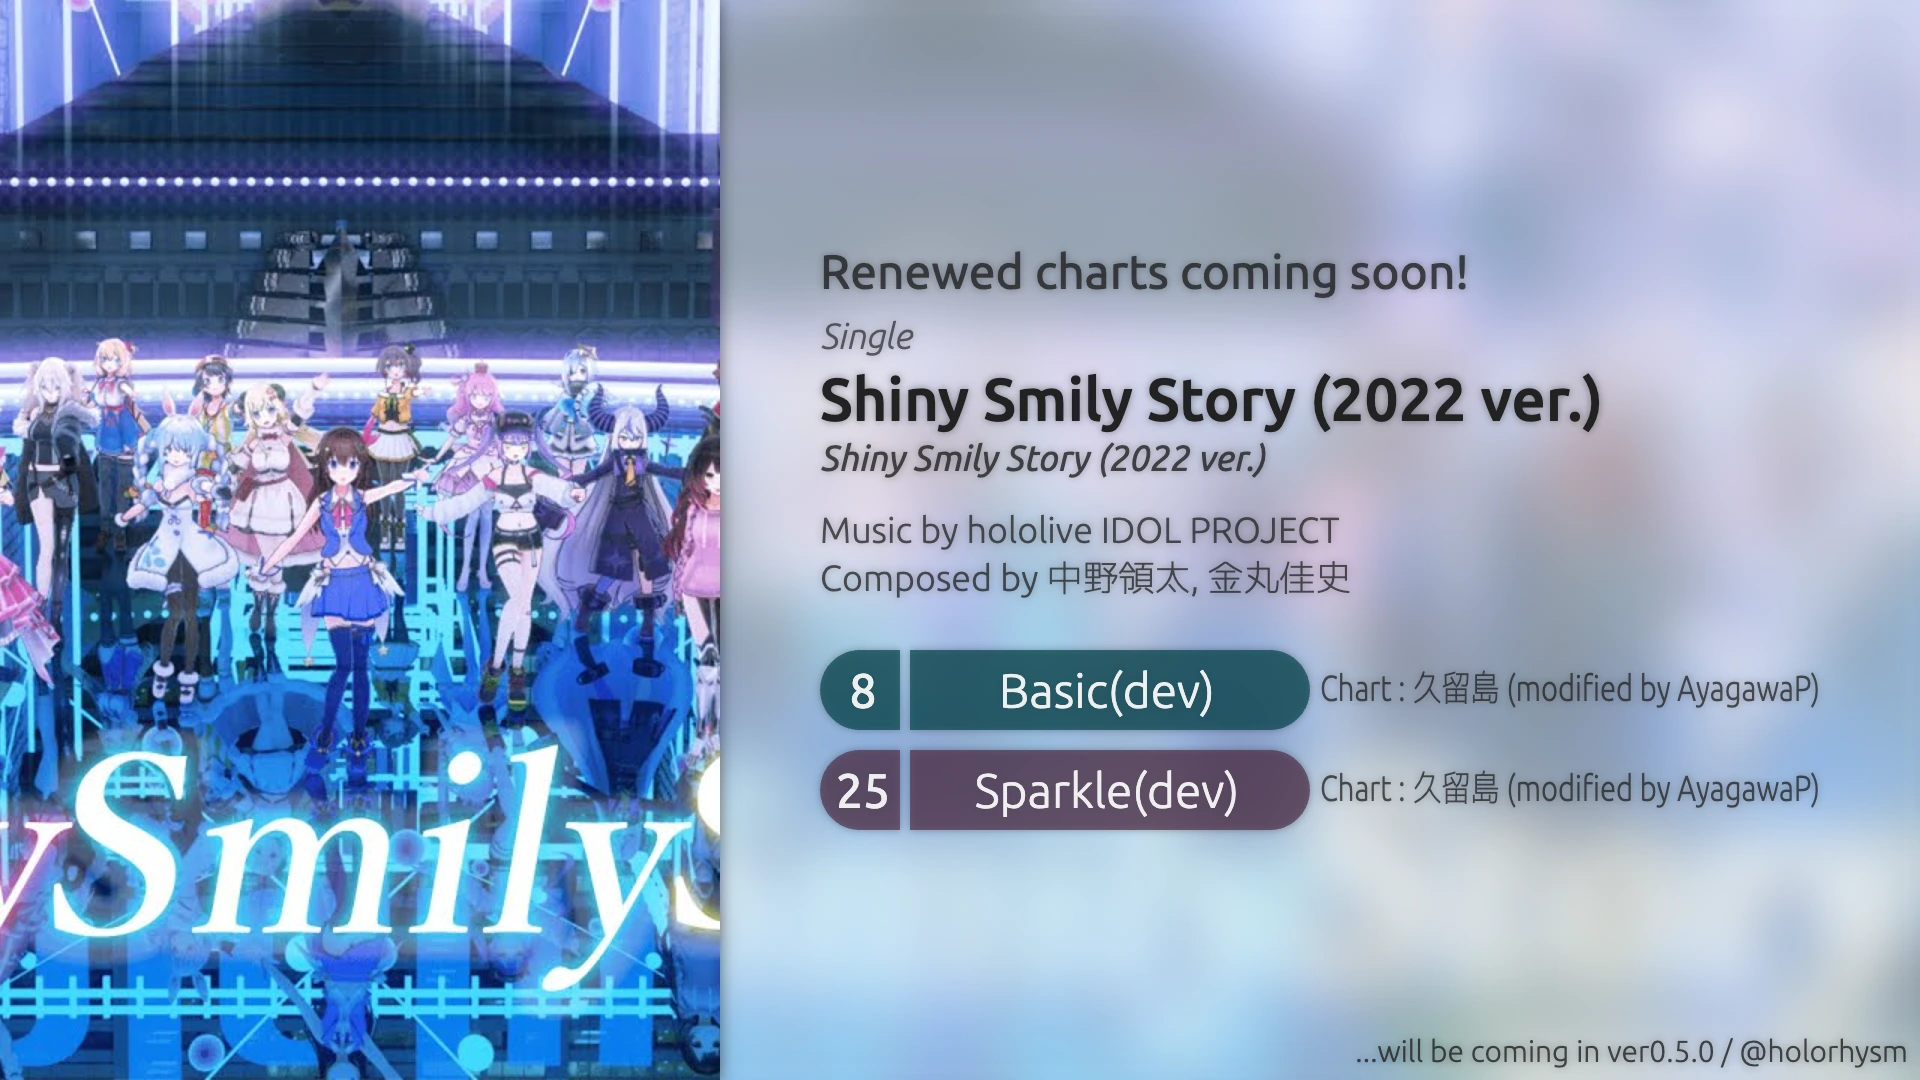 ySmilyS
Renewed charts coming soon!
Single
Shiny Smily Story (2022 ver.)
Shiny Smily Story (2022 ver.)
Music by hololive IDOL PROJECT
Composed by 中野領太, 金丸佳史
8 Basic(dev) Chart : 久留島 (modified by AyagawaP)
25 Sparkle(dev) Chart : 久留島 (modified by AyagawaP)
...will be coming in ver0.5.0 / @holorhysm